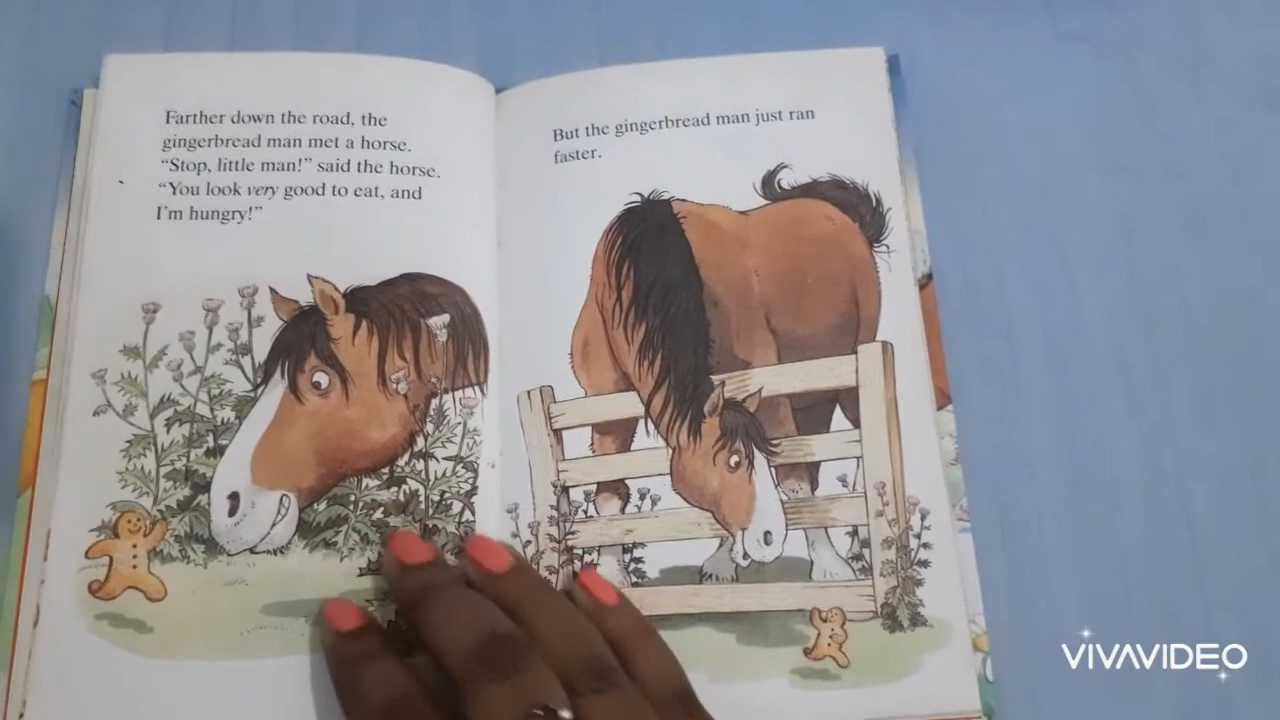 Farther down the road, the
gingerbread man met a horse.
“Stop, little man!” said the horse.
“You look very good to eat, and
I’m hungry!”
But the gingerbread man just ran
faster.
VIVAVIDEO